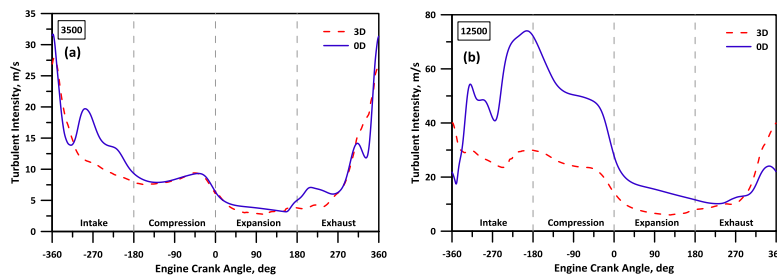 35
30
25
20
15
10
5
0
Turbulent Intensity, m/s
3500
(a)
3D
0D
Intake Compression Expansion Exhaust
-360 -270 -180 -90 0 90 180 270 360
Engine Crank Angle, deg
80
60
40
20
0
Turbulent Intensity, m/s
12500
(b)
3D
0D
Intake Compression Expansion Exhaust
-360 -270 -180 -90 0 90 180 270 360
Engine Crank Angle, deg